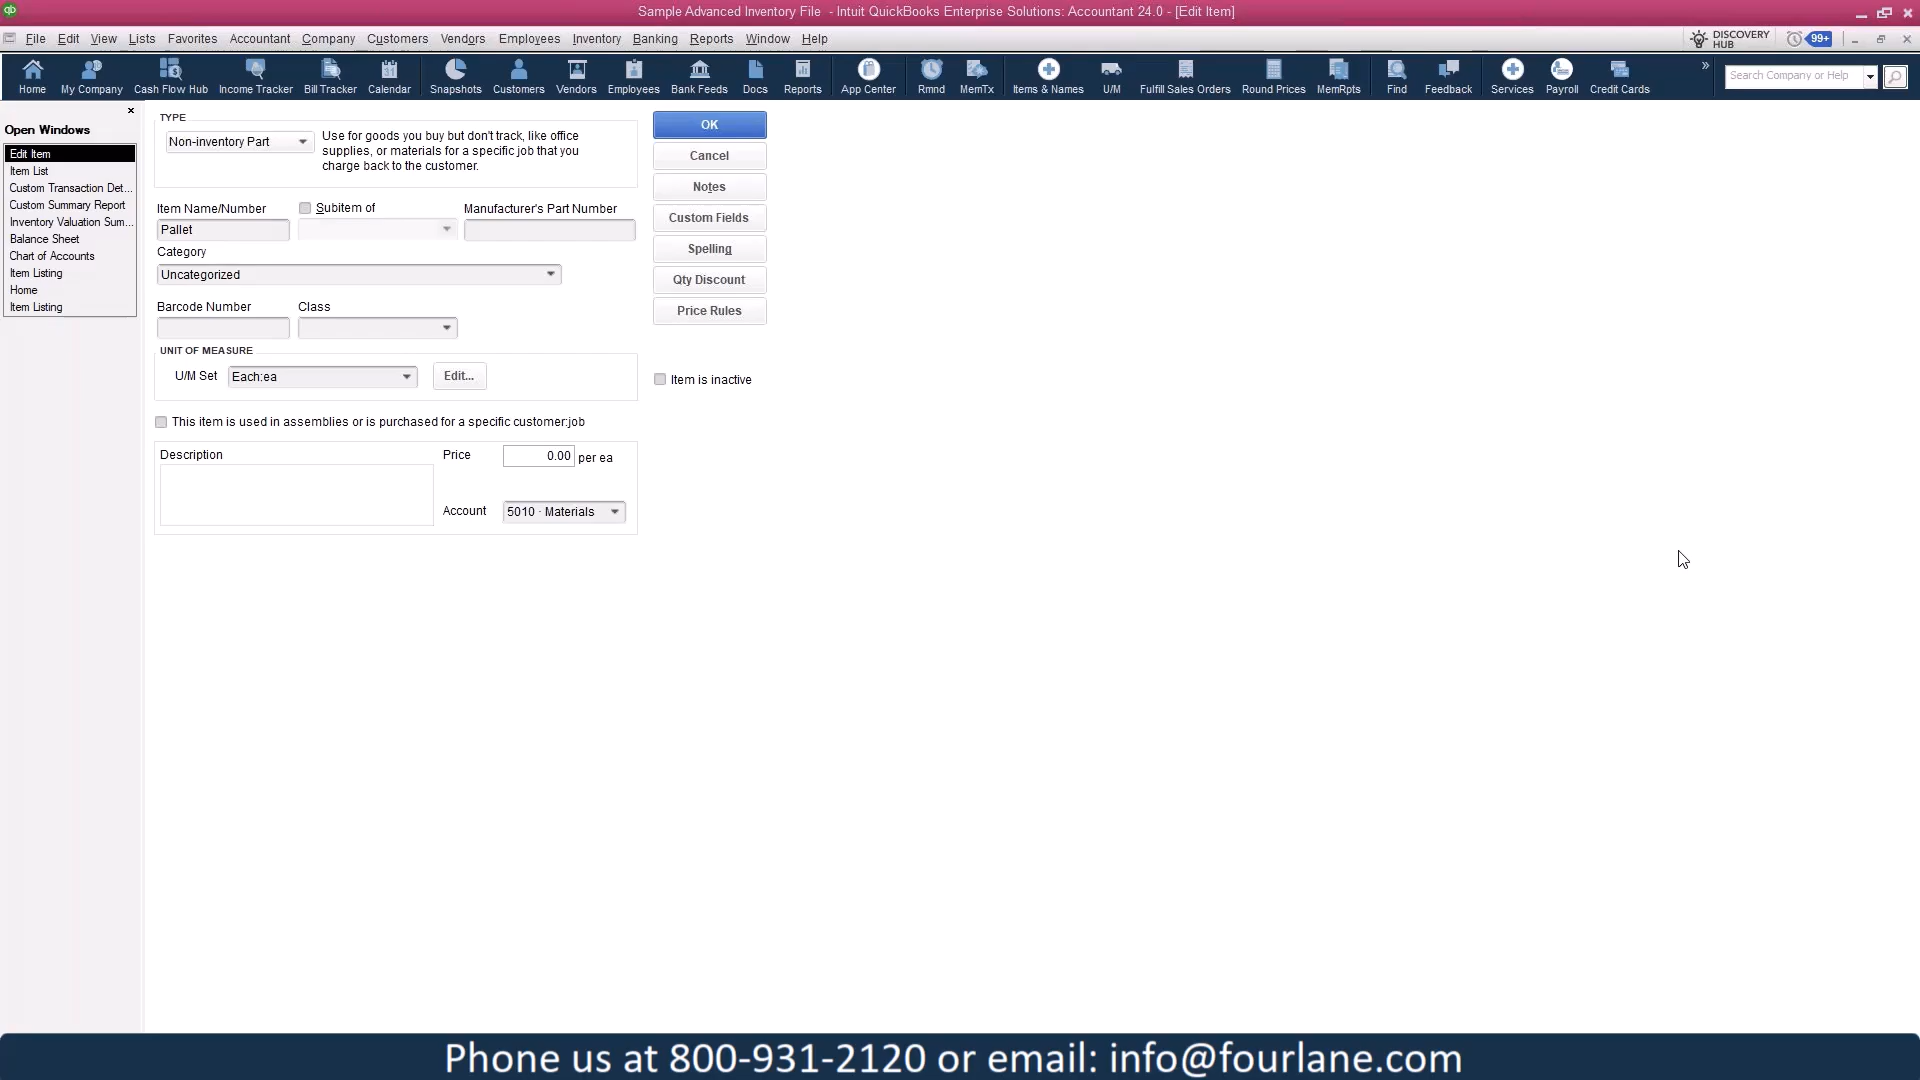 Sample Advanced Inventory File - Intuit QuickBooks Enterprise Solutions: Accountant 24.0 - [Edit Item]
File Edit View Lists Favorites Accountant Company Customers Vendors Employees Inventory Banking Reports Window Help
DISCOVERY HUB 99+
Home My Company Cash Flow Hub Income Tracker Bill Tracker Calendar Snapshots Customers Vendors Employees Bank Feeds Docs Reports App Center Rmnd MemTx Items & Names U/M Fulfill Sales Orders Round Prices MemRpts Find Feedback Services Payroll Credit Cards » Search Company or Help
Open Windows
Edit Item
Item List
Custom Transaction Det...
Custom Summary Report
Inventory Valuation Sum...
Balance Sheet
Chart of Accounts
Item Listing
Home
Item Listing
TYPE
Non-inventory Part
Use for goods you buy but don't track, like office
supplies, or materials for a specific job that you
charge back to the customer.
Item Name/Number Subitem of Manufacturer's Part Number
Pallet
Category
Uncategorized
Barcode Number Class
UNIT OF MEASURE
U/M Set Each:ea Edit...
This item is used in assemblies or is purchased for a specific customer:job
Description Price 0.00 per ea
Account 5010 · Materials
OK
Cancel
Notes
Custom Fields
Spelling
Qty Discount
Price Rules
Item is inactive
Phone us at 800-931-2120 or email: info@fourlane.com